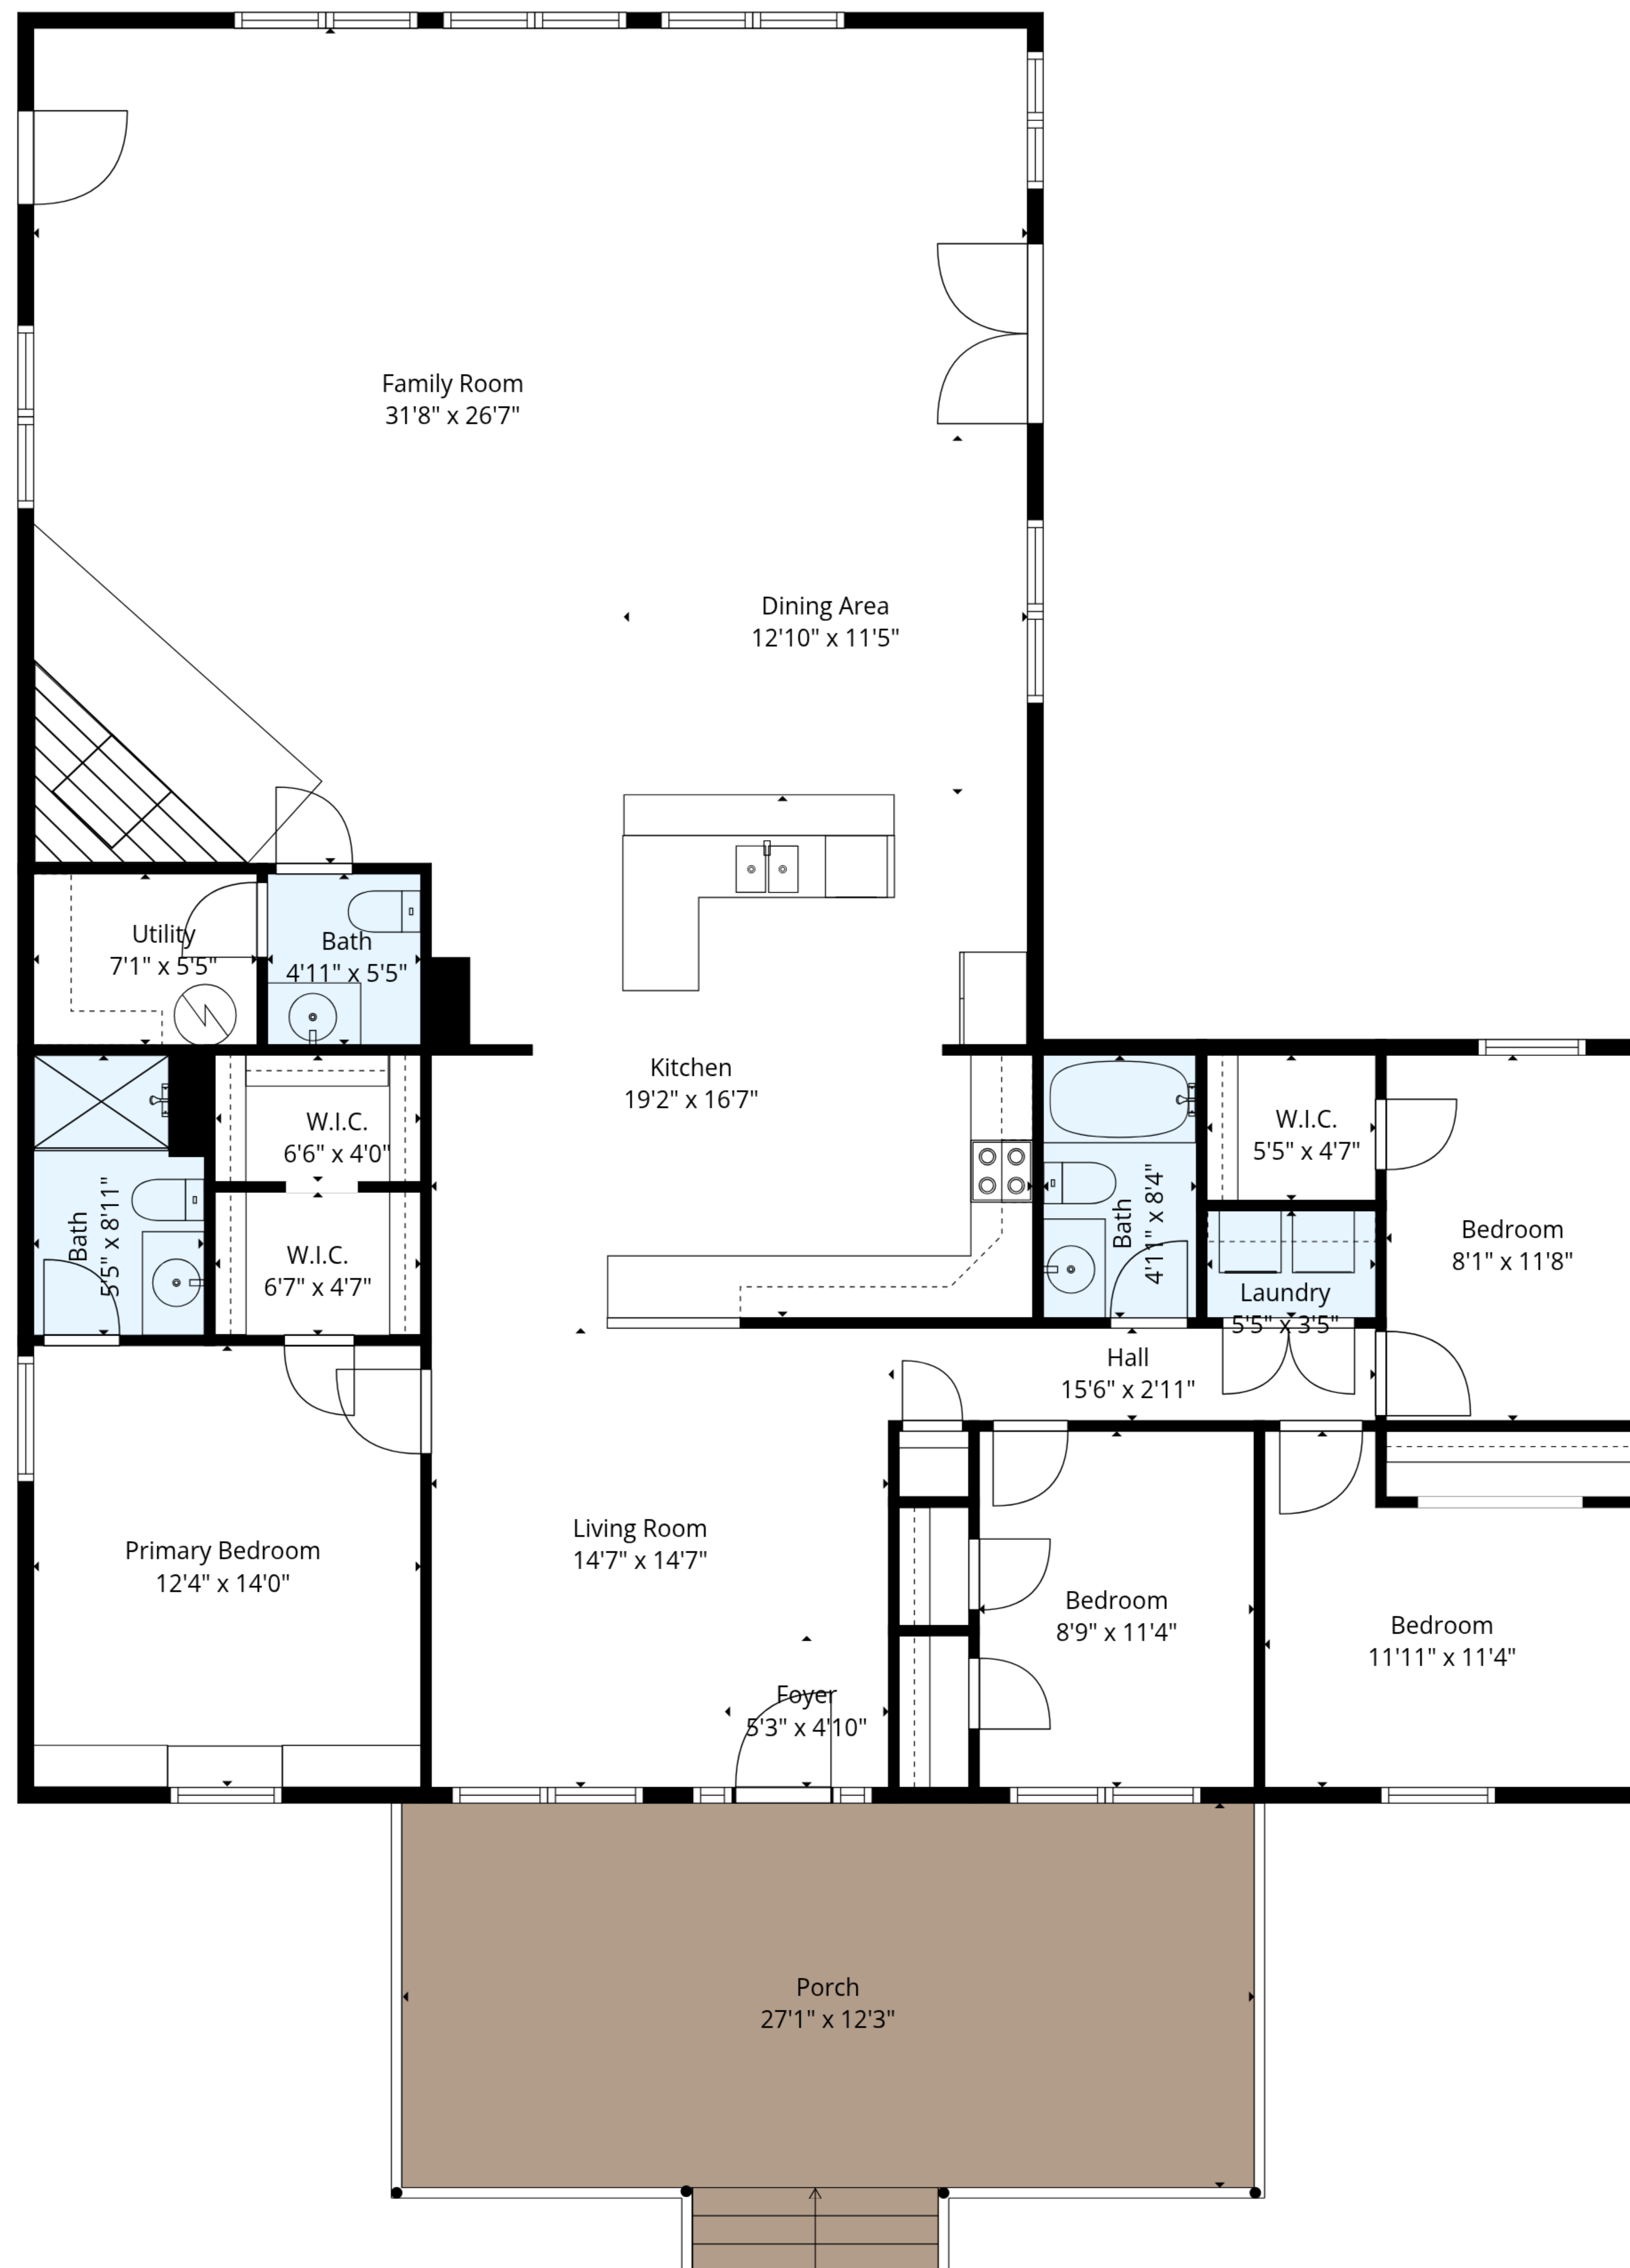 Family Room
31'8" x 26'7"
Dining Area
12'10" x 11'5"
Utility
7'1" x 5'5"
Bath
4'11" x 5'5"
Kitchen
19'2" x 16'7"
W.I.C.
6'6" x 4'0"
W.I.C.
5'5" x 4'7"
Bath
5'5" x 8'11"
Bath
4'11" x 8'4"
W.I.C.
6'7" x 4'7"
Bedroom
8'1" x 11'8"
Laundry
5'5" x 3'5"
Hall
15'6" x 2'11"
Living Room
14'7" x 14'7"
Primary Bedroom
12'4" x 14'0"
Bedroom
8'9" x 11'4"
Bedroom
11'11" x 11'4"
Foyer
5'3" x 4'10"
Porch
27'1" x 12'3"